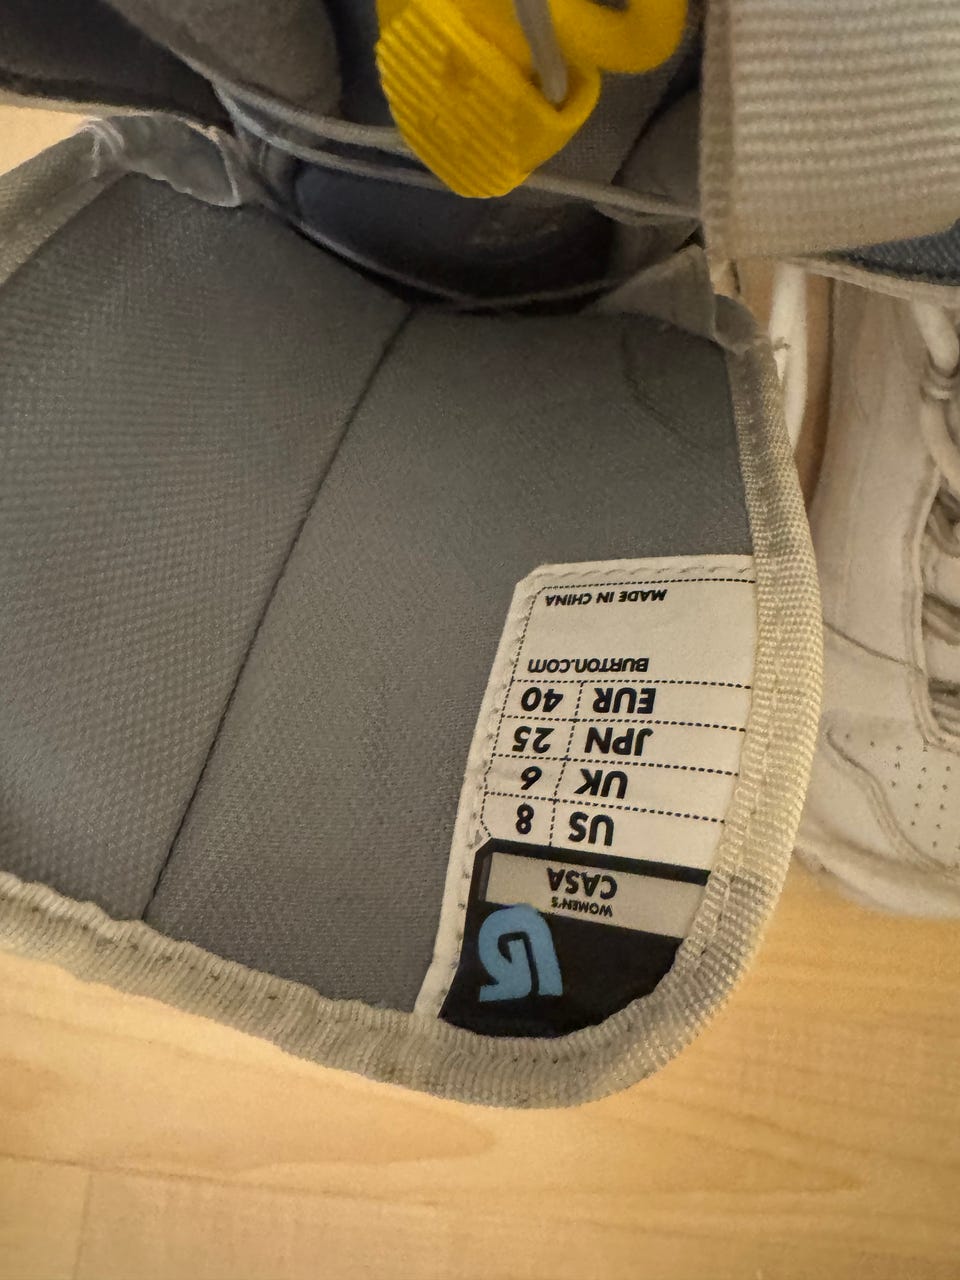 WOMEN'S
CASA
US 8
UK 6
JPN 25
EUR 40
BURTON.COM
MADE IN CHINA